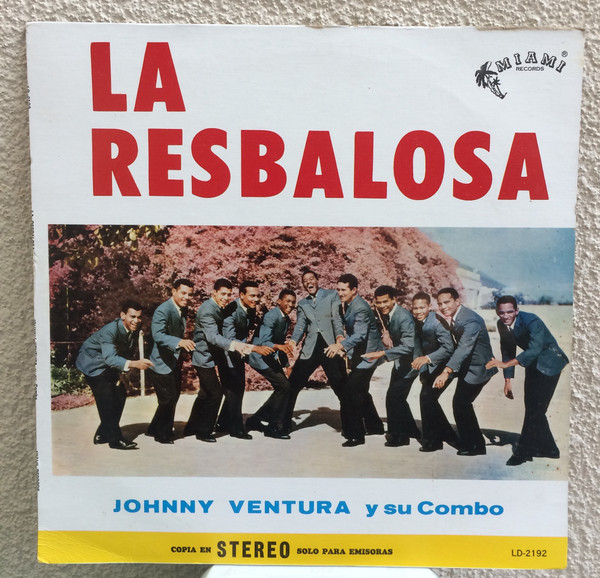 LA
RESBALOSA
MIAMI ®
RECORDS
JOHNNY VENTURA y su Combo
COPIA EN STEREO SOLO PARA EMISORAS
LD-2192